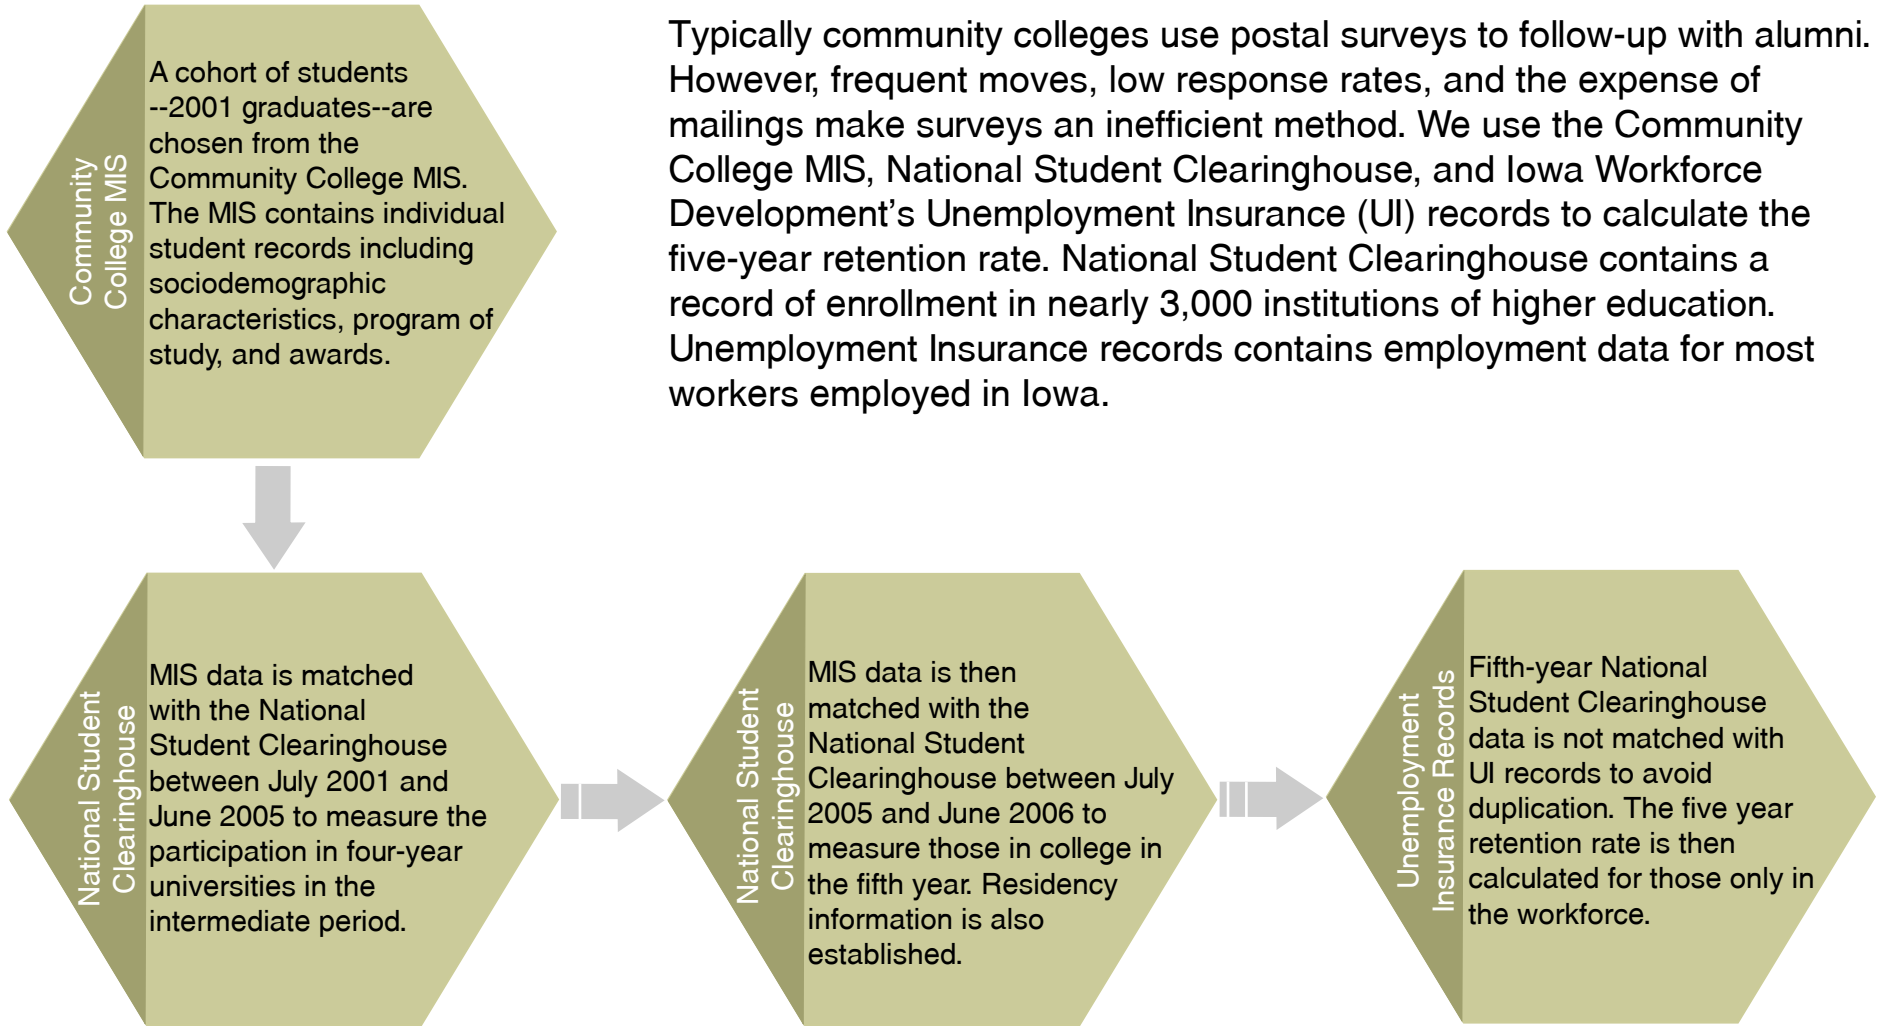 Community
College MIS
A cohort of students
--2001 graduates--are
chosen from the
Community College MIS.
The MIS contains individual
student records including
sociodemographic
characteristics, program of
study, and awards.
Typically community colleges use postal surveys to follow-up with alumni.
However, frequent moves, low response rates, and the expense of
mailings make surveys an inefficient method. We use the Community
College MIS, National Student Clearinghouse, and Iowa Workforce
Development’s Unemployment Insurance (UI) records to calculate the
five-year retention rate. National Student Clearinghouse contains a
record of enrollment in nearly 3,000 institutions of higher education.
Unemployment Insurance records contains employment data for most
workers employed in Iowa.
National Student
Clearinghouse
MIS data is matched
with the National
Student Clearinghouse
between July 2001 and
June 2005 to measure the
participation in four-year
universities in the
intermediate period.
National Student
Clearinghouse
MIS data is then
matched with the
National Student
Clearinghouse between July
2005 and June 2006 to
measure those in college in
the fifth year. Residency
information is also
established.
Unemployment
Insurance Records
Fifth-year National
Student Clearinghouse
data is not matched with
UI records to avoid
duplication. The five year
retention rate is then
calculated for those only in
the workforce.